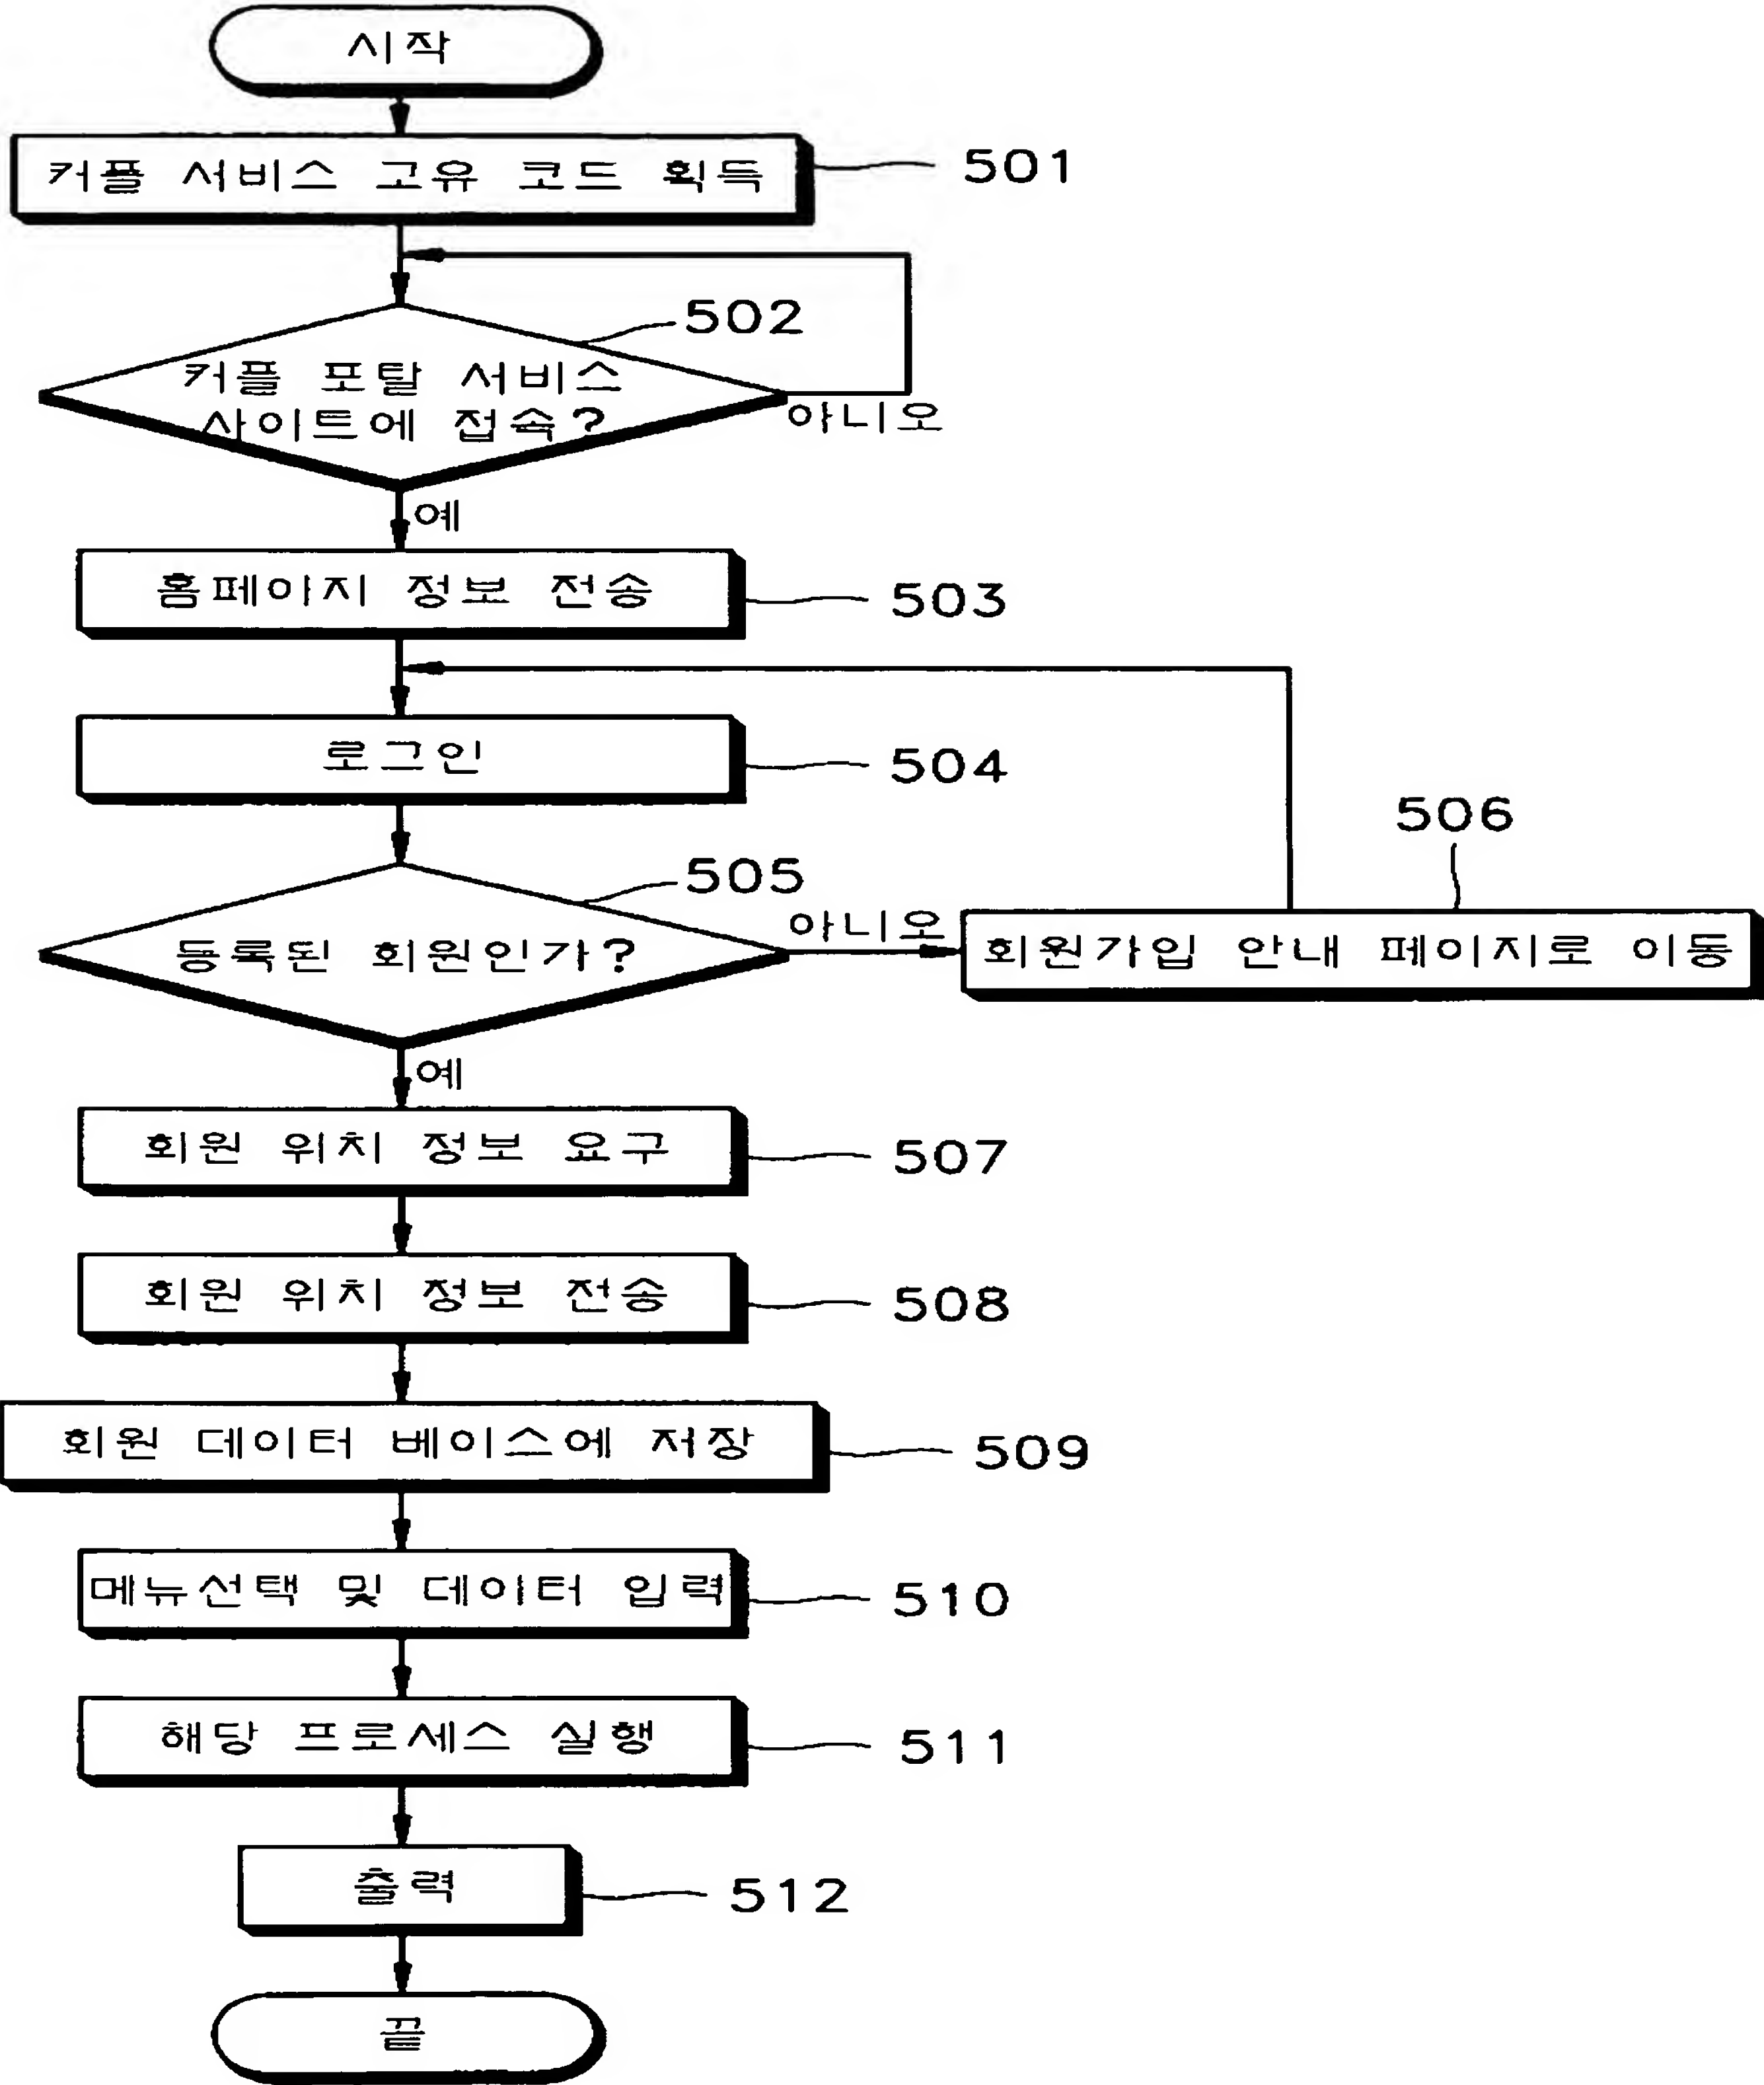 시작
커플 서비스 고유 코드 획득
501
502
커플 포탈 서비스
사이트에 접속?
아니오
예
홈페이지 정보 전송
503
로그인
504
505
등록된 회원인가?
아니오
506
회원가입 안내 페이지로 이동
예
회원 위치 정보 요구
507
회원 위치 정보 전송
508
회원 데이터 베이스에 저장
509
메뉴선택 및 데이터 입력
510
해당 프로세스 실행
511
출력
512
끝